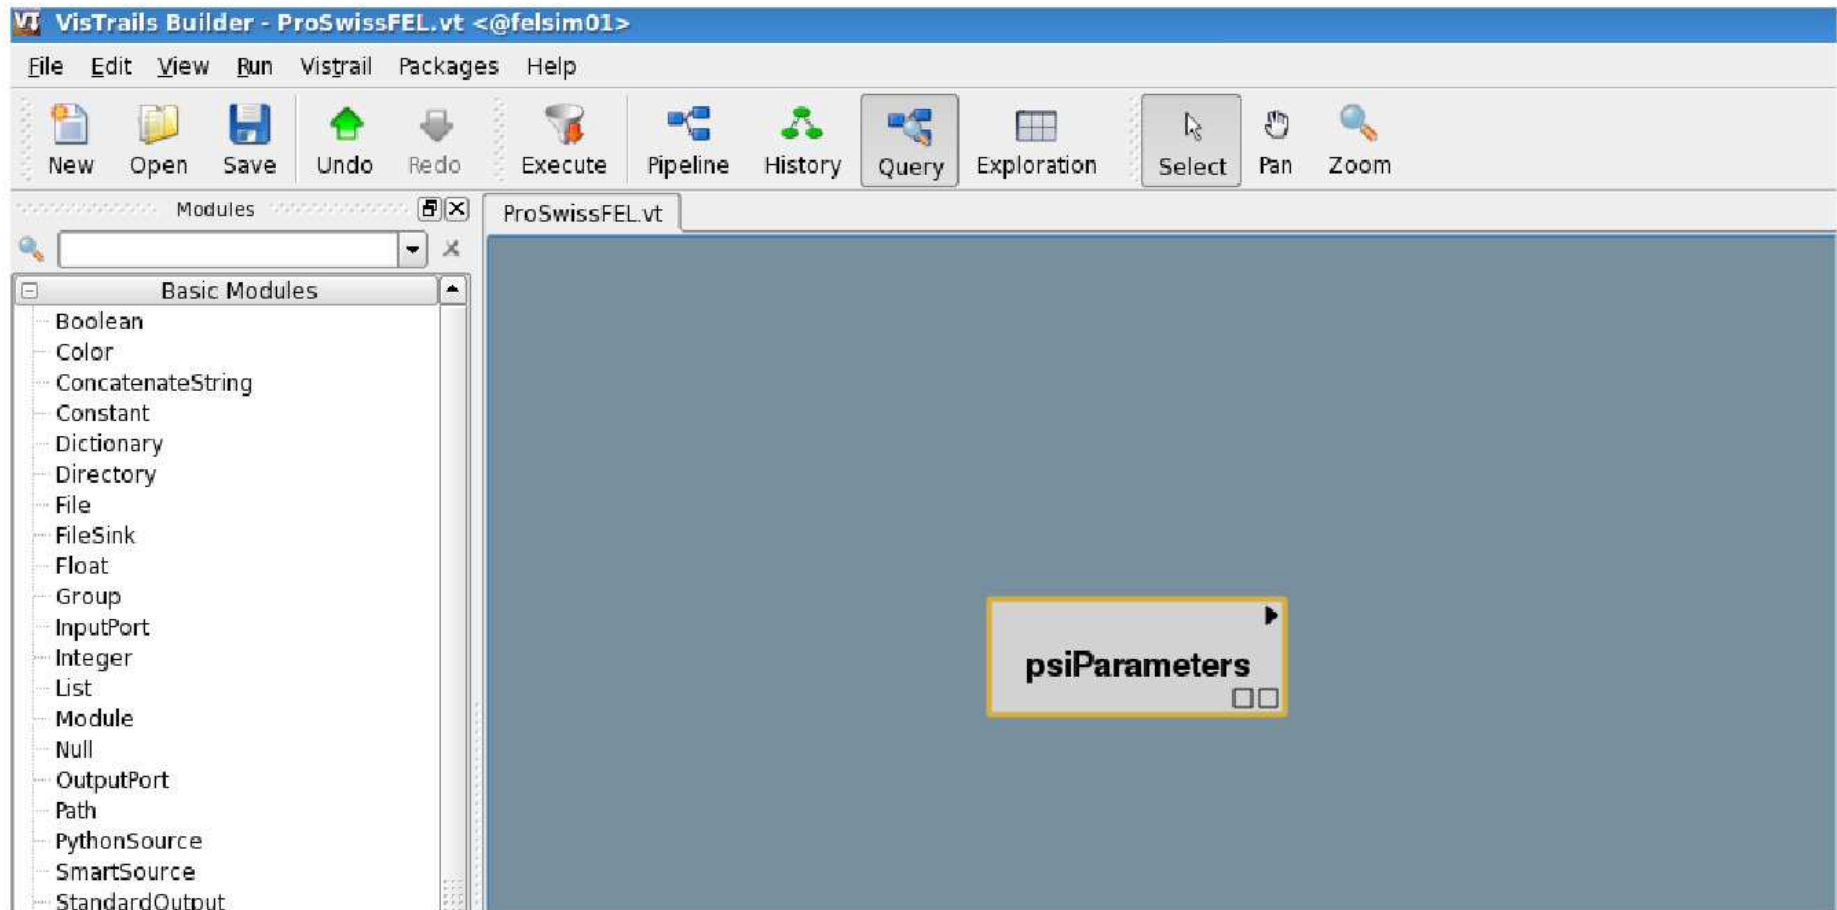 VT VisTrails Builder - ProSwissFEL.vt <@felsim01>
File Edit View Run Vistrail Packages Help
New Open Save Undo Redo Execute Pipeline History Query Exploration Select Pan Zoom
Modules
ProSwissFEL.vt
Basic Modules
Boolean
Color
ConcatenateString
Constant
Dictionary
Directory
File
FileSink
Float
Group
InputPort
Integer
List
Module
Null
OutputPort
Path
PythonSource
SmartSource
StandardOutput
psiParameters